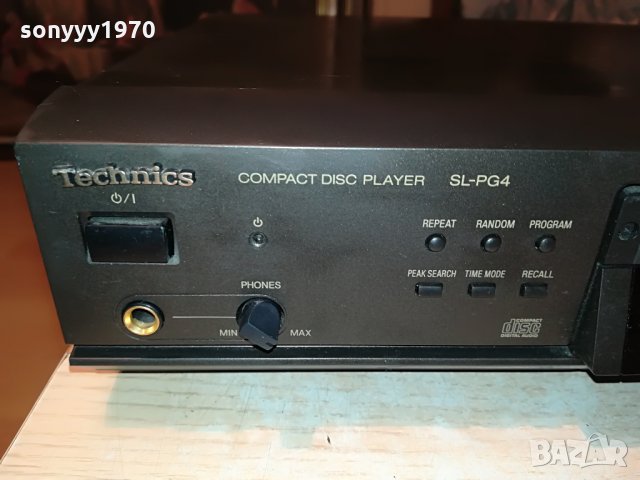 sonyyy1970
Technics
COMPACT DISC PLAYER SL-PG4
⏻/I
⏻
REPEAT RANDOM PROGRAM
PEAK SEARCH TIME MODE RECALL
PHONES
MIN MAX
COMPACT
disc
DIGITAL AUDIO
BAZAR